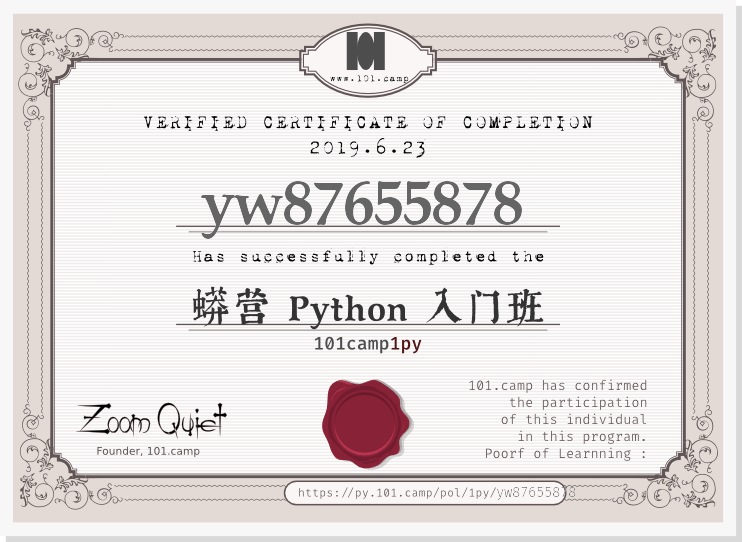 101
www.101.camp
VERIFIED CERTIFICATE OF COMPLETION
2019.6.23
yw87655878
Has successfully completed the
蟒营 Python 入门班
101camp1py
Zoom Quiet
Founder, 101.camp
101.camp has confirmed
the participation
of this individual
in this program.
Poorf of Learnning :
https://py.101.camp/pol/1py/yw87655878